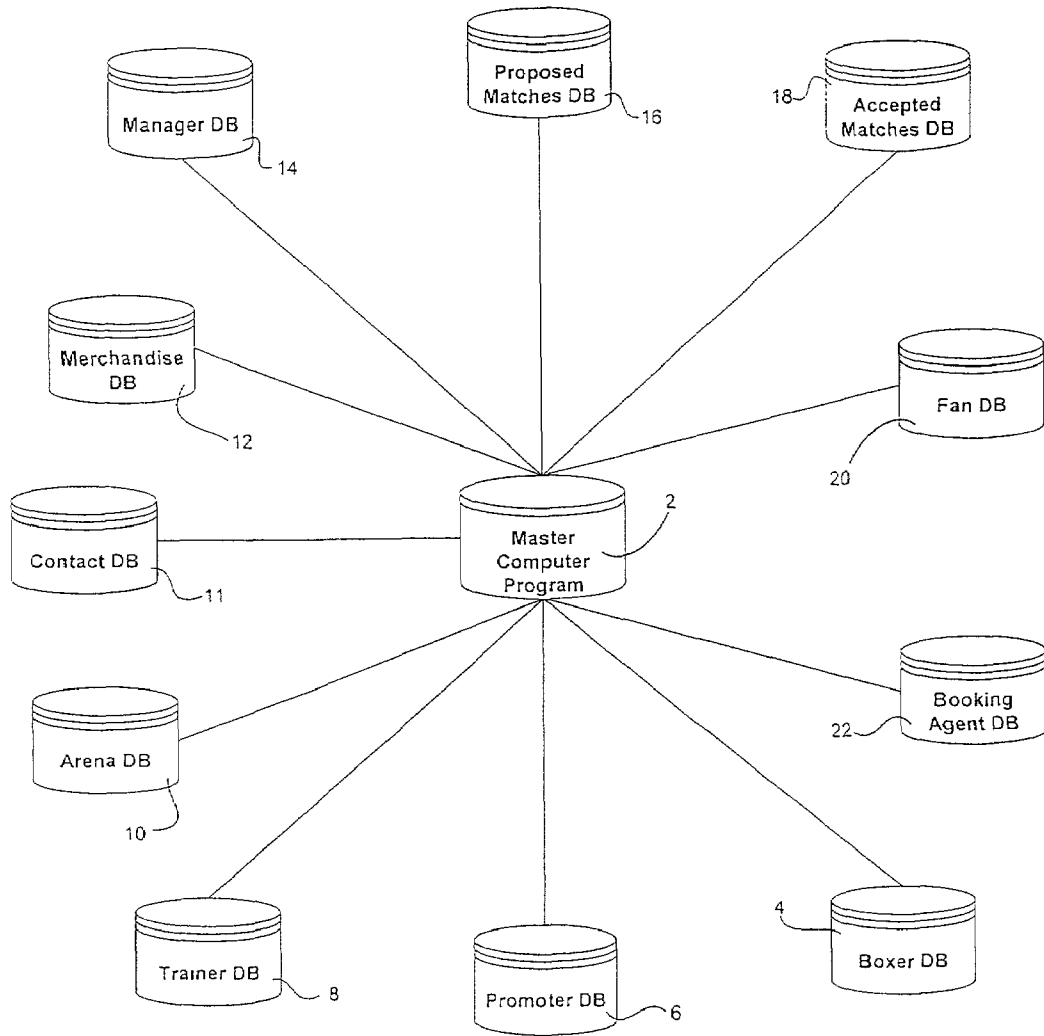 Proposed
Matches DB
16
Manager DB
14
18
Accepted
Matches DB
Merchandise
DB
12
Fan DB
20
2
Master
Computer
Program
Contact DB
11
Booking
Agent DB
22
Arena DB
10
Trainer DB
8
Promoter DB
6
4
Boxer DB